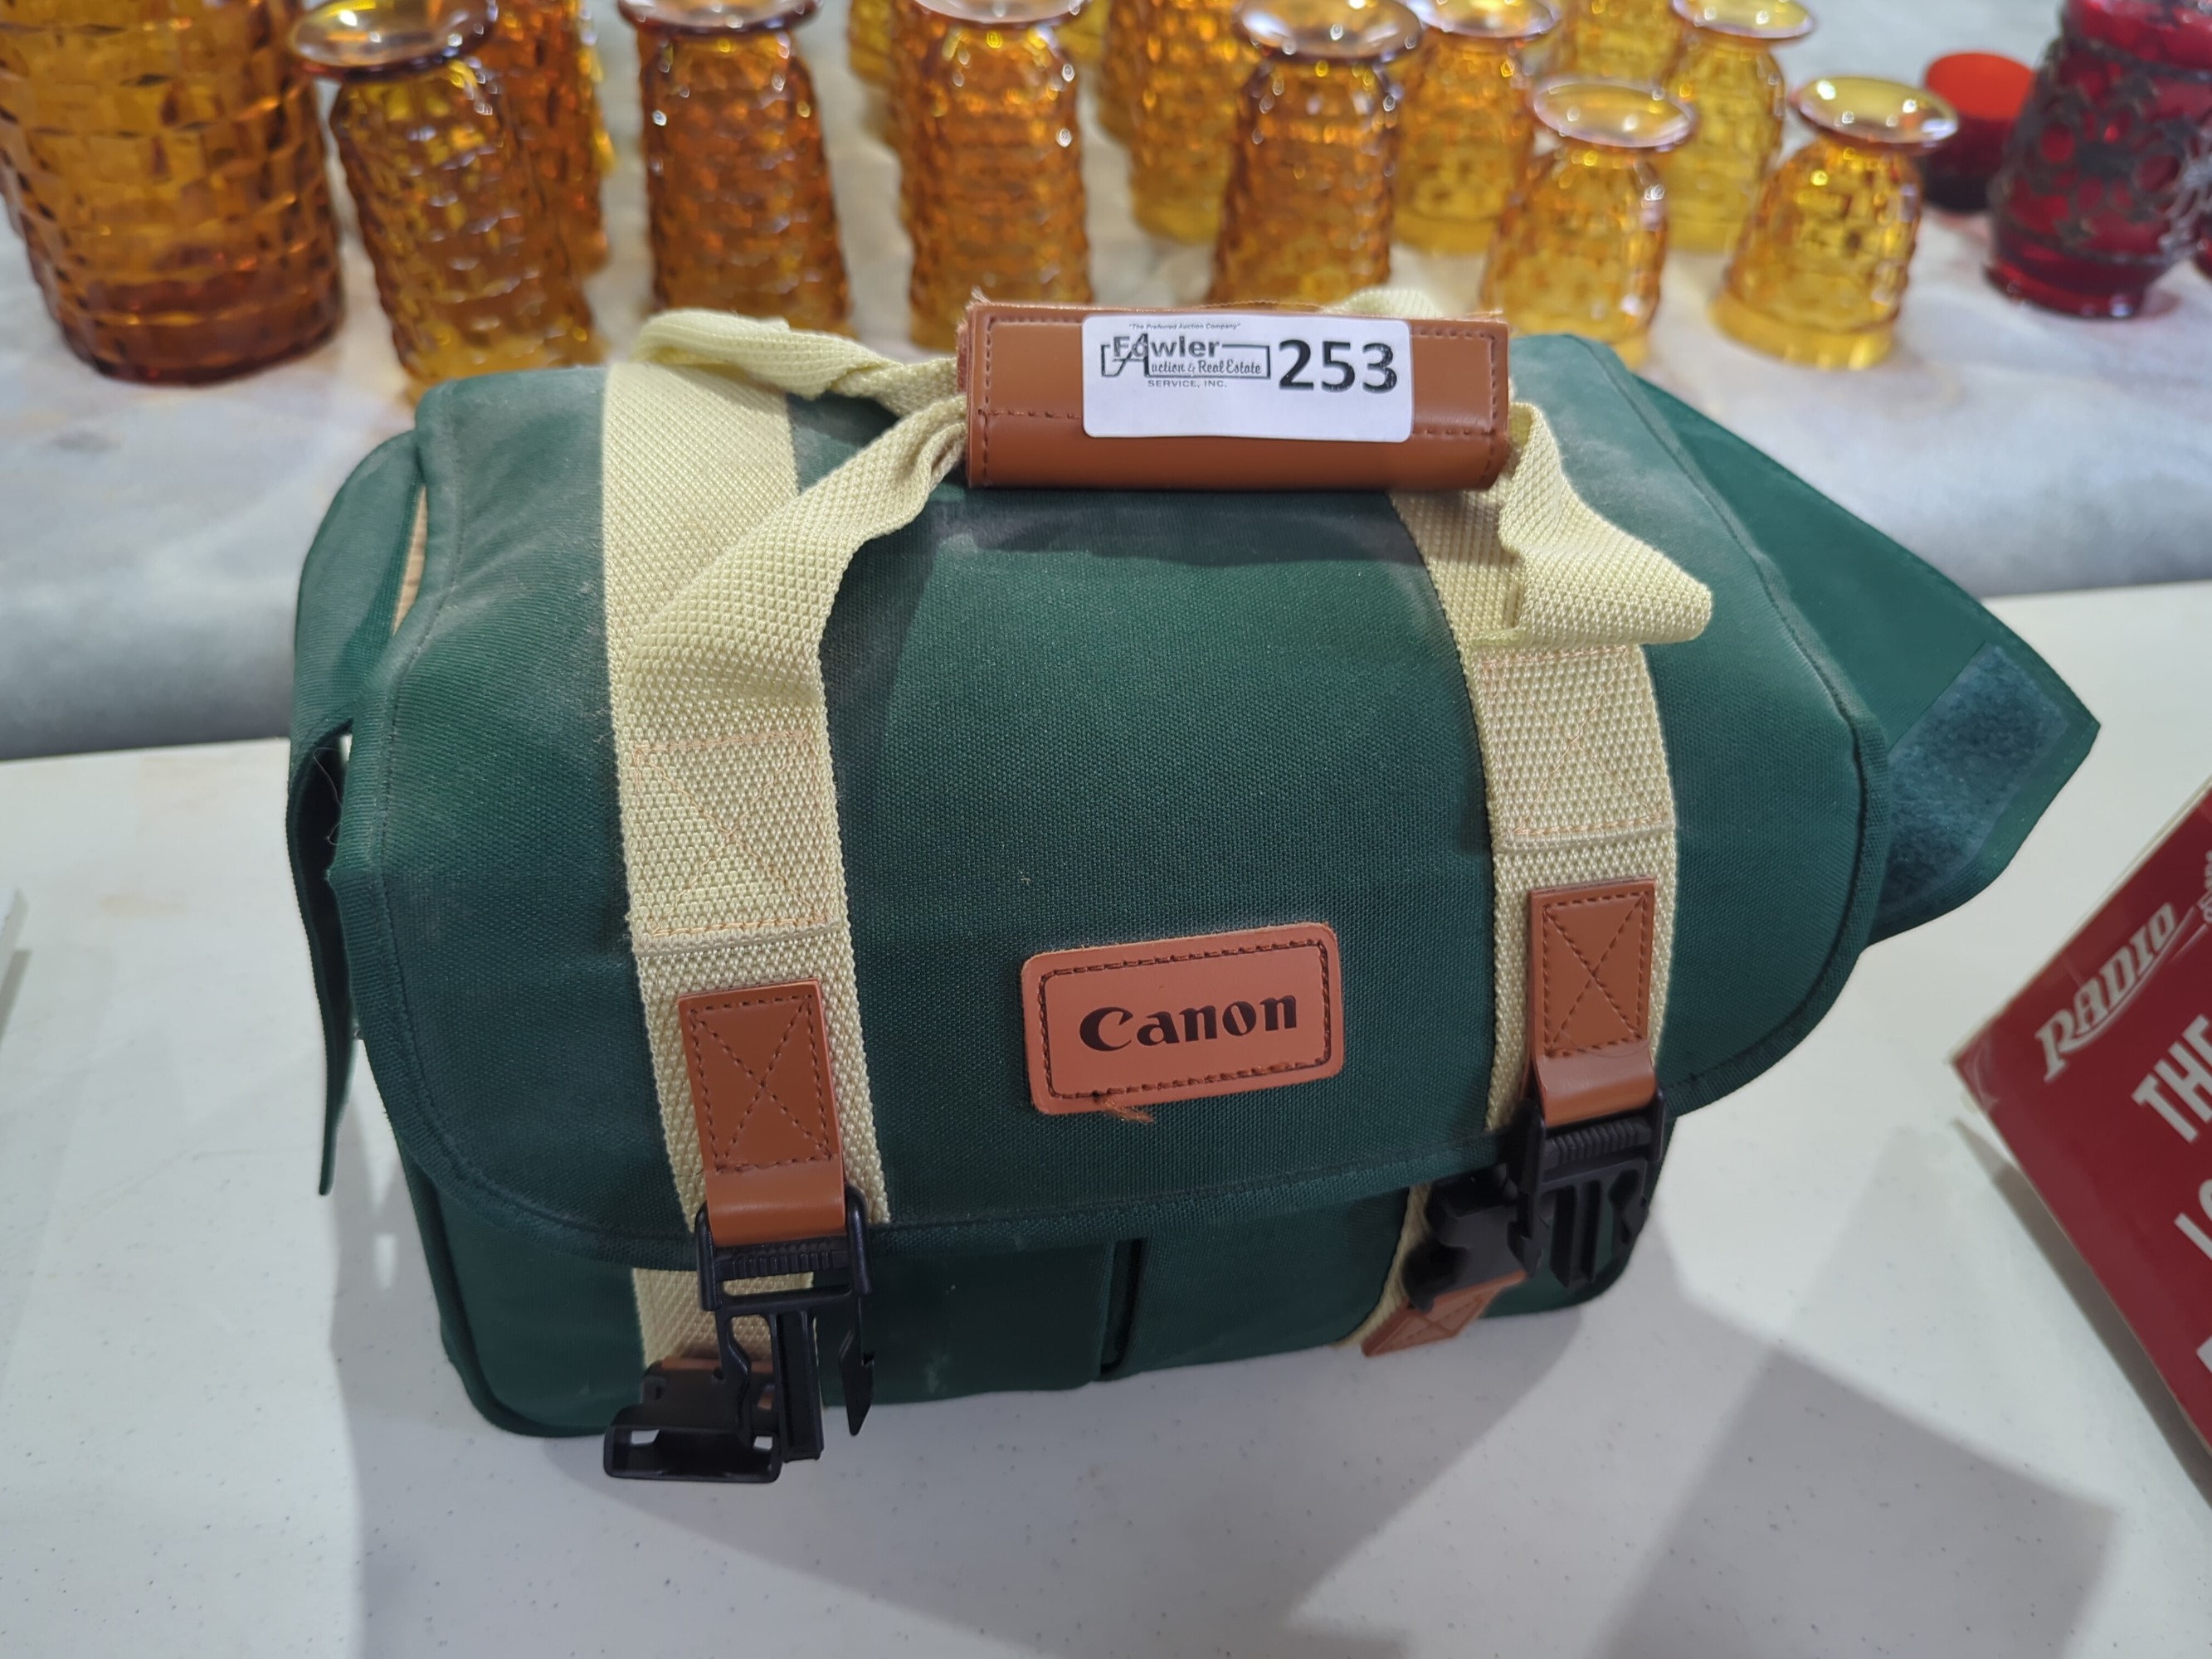 "The Preferred Auction Company"
Fowler
Auction & Real Estate
SERVICE, INC.
253
Canon
RADIO
THE